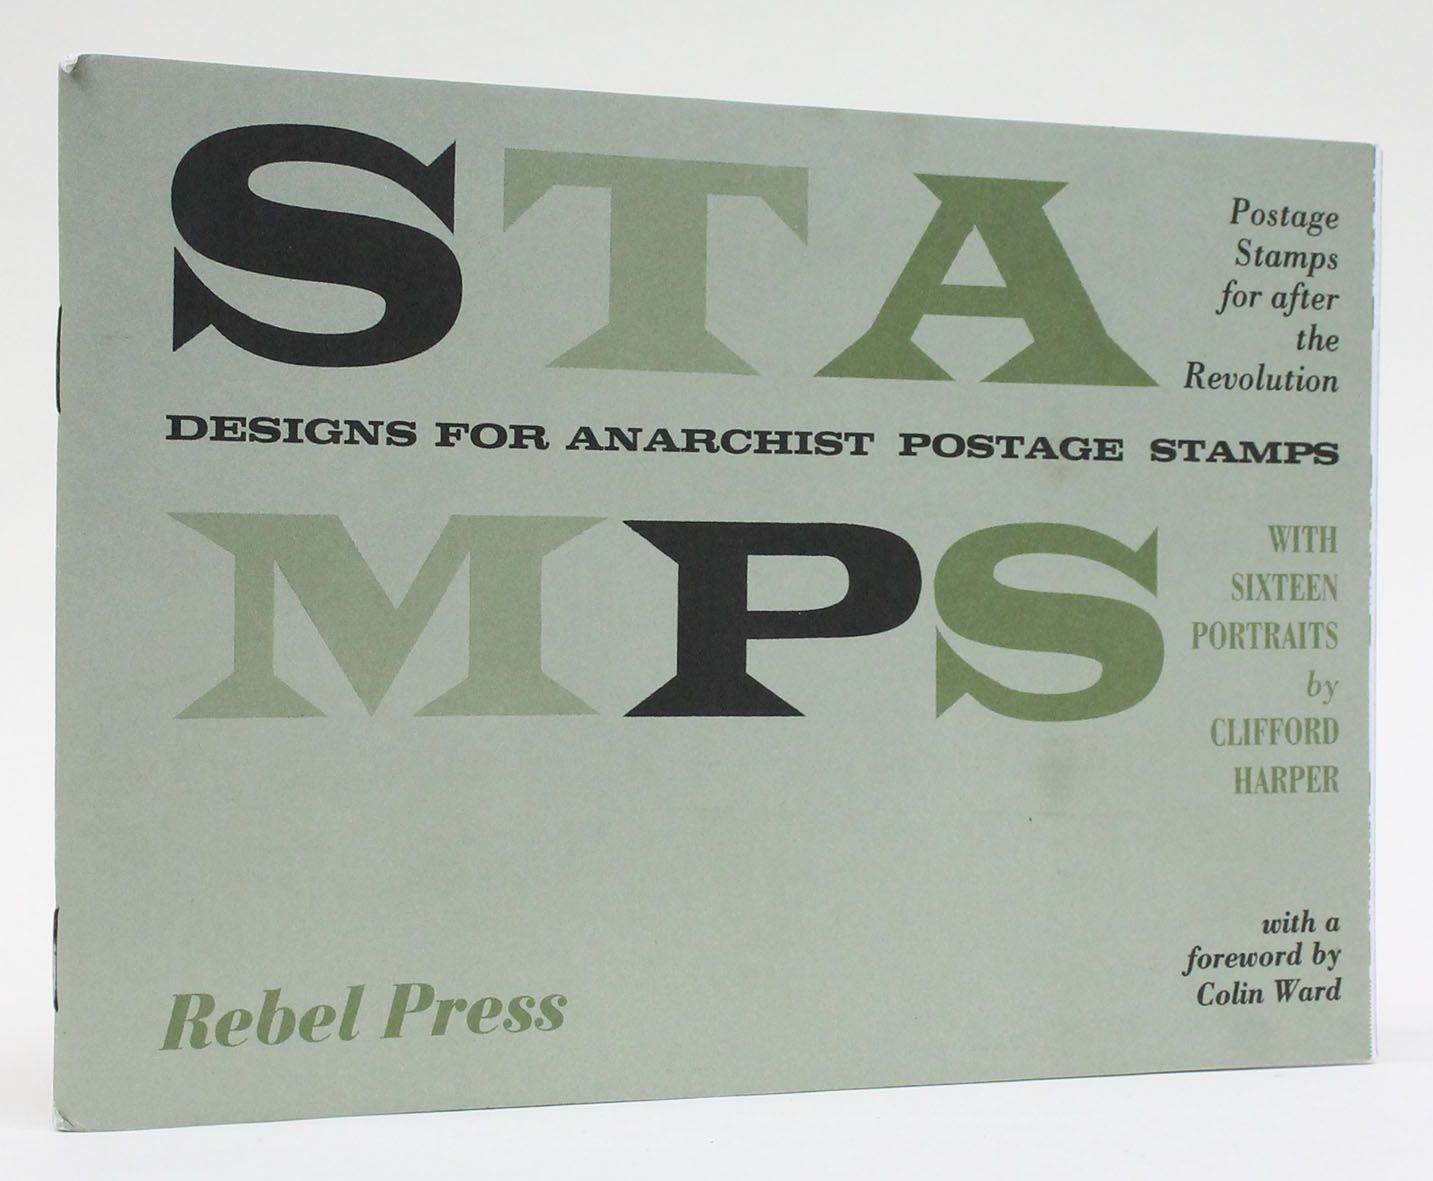 STA
Postage
Stamps
for after
the
Revolution
DESIGNS FOR ANARCHIST POSTAGE STAMPS
MPS
WITH
SIXTEEN
PORTRAITS
by
CLIFFORD
HARPER
with a
foreword by
Colin Ward
Rebel Press